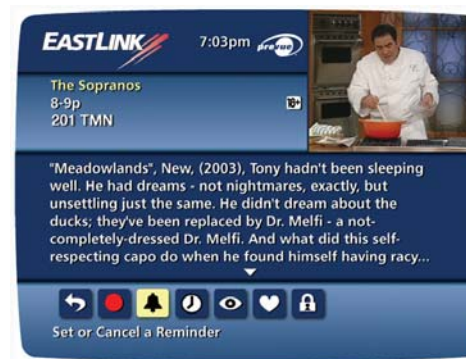 EASTLINK
7:03pm
prevue
The Sopranos
8-9p
18+
201 TMN
"Meadowlands", New, (2003), Tony hadn't been sleeping
well. He had dreams - not nightmares, exactly, but
unsettling just the same. He didn't dream about the
ducks; they've been replaced by Dr. Melfi - a not-
completely-dressed Dr. Melfi. And what did this self-
respecting capo do when he found himself having racy...
Set or Cancel a Reminder